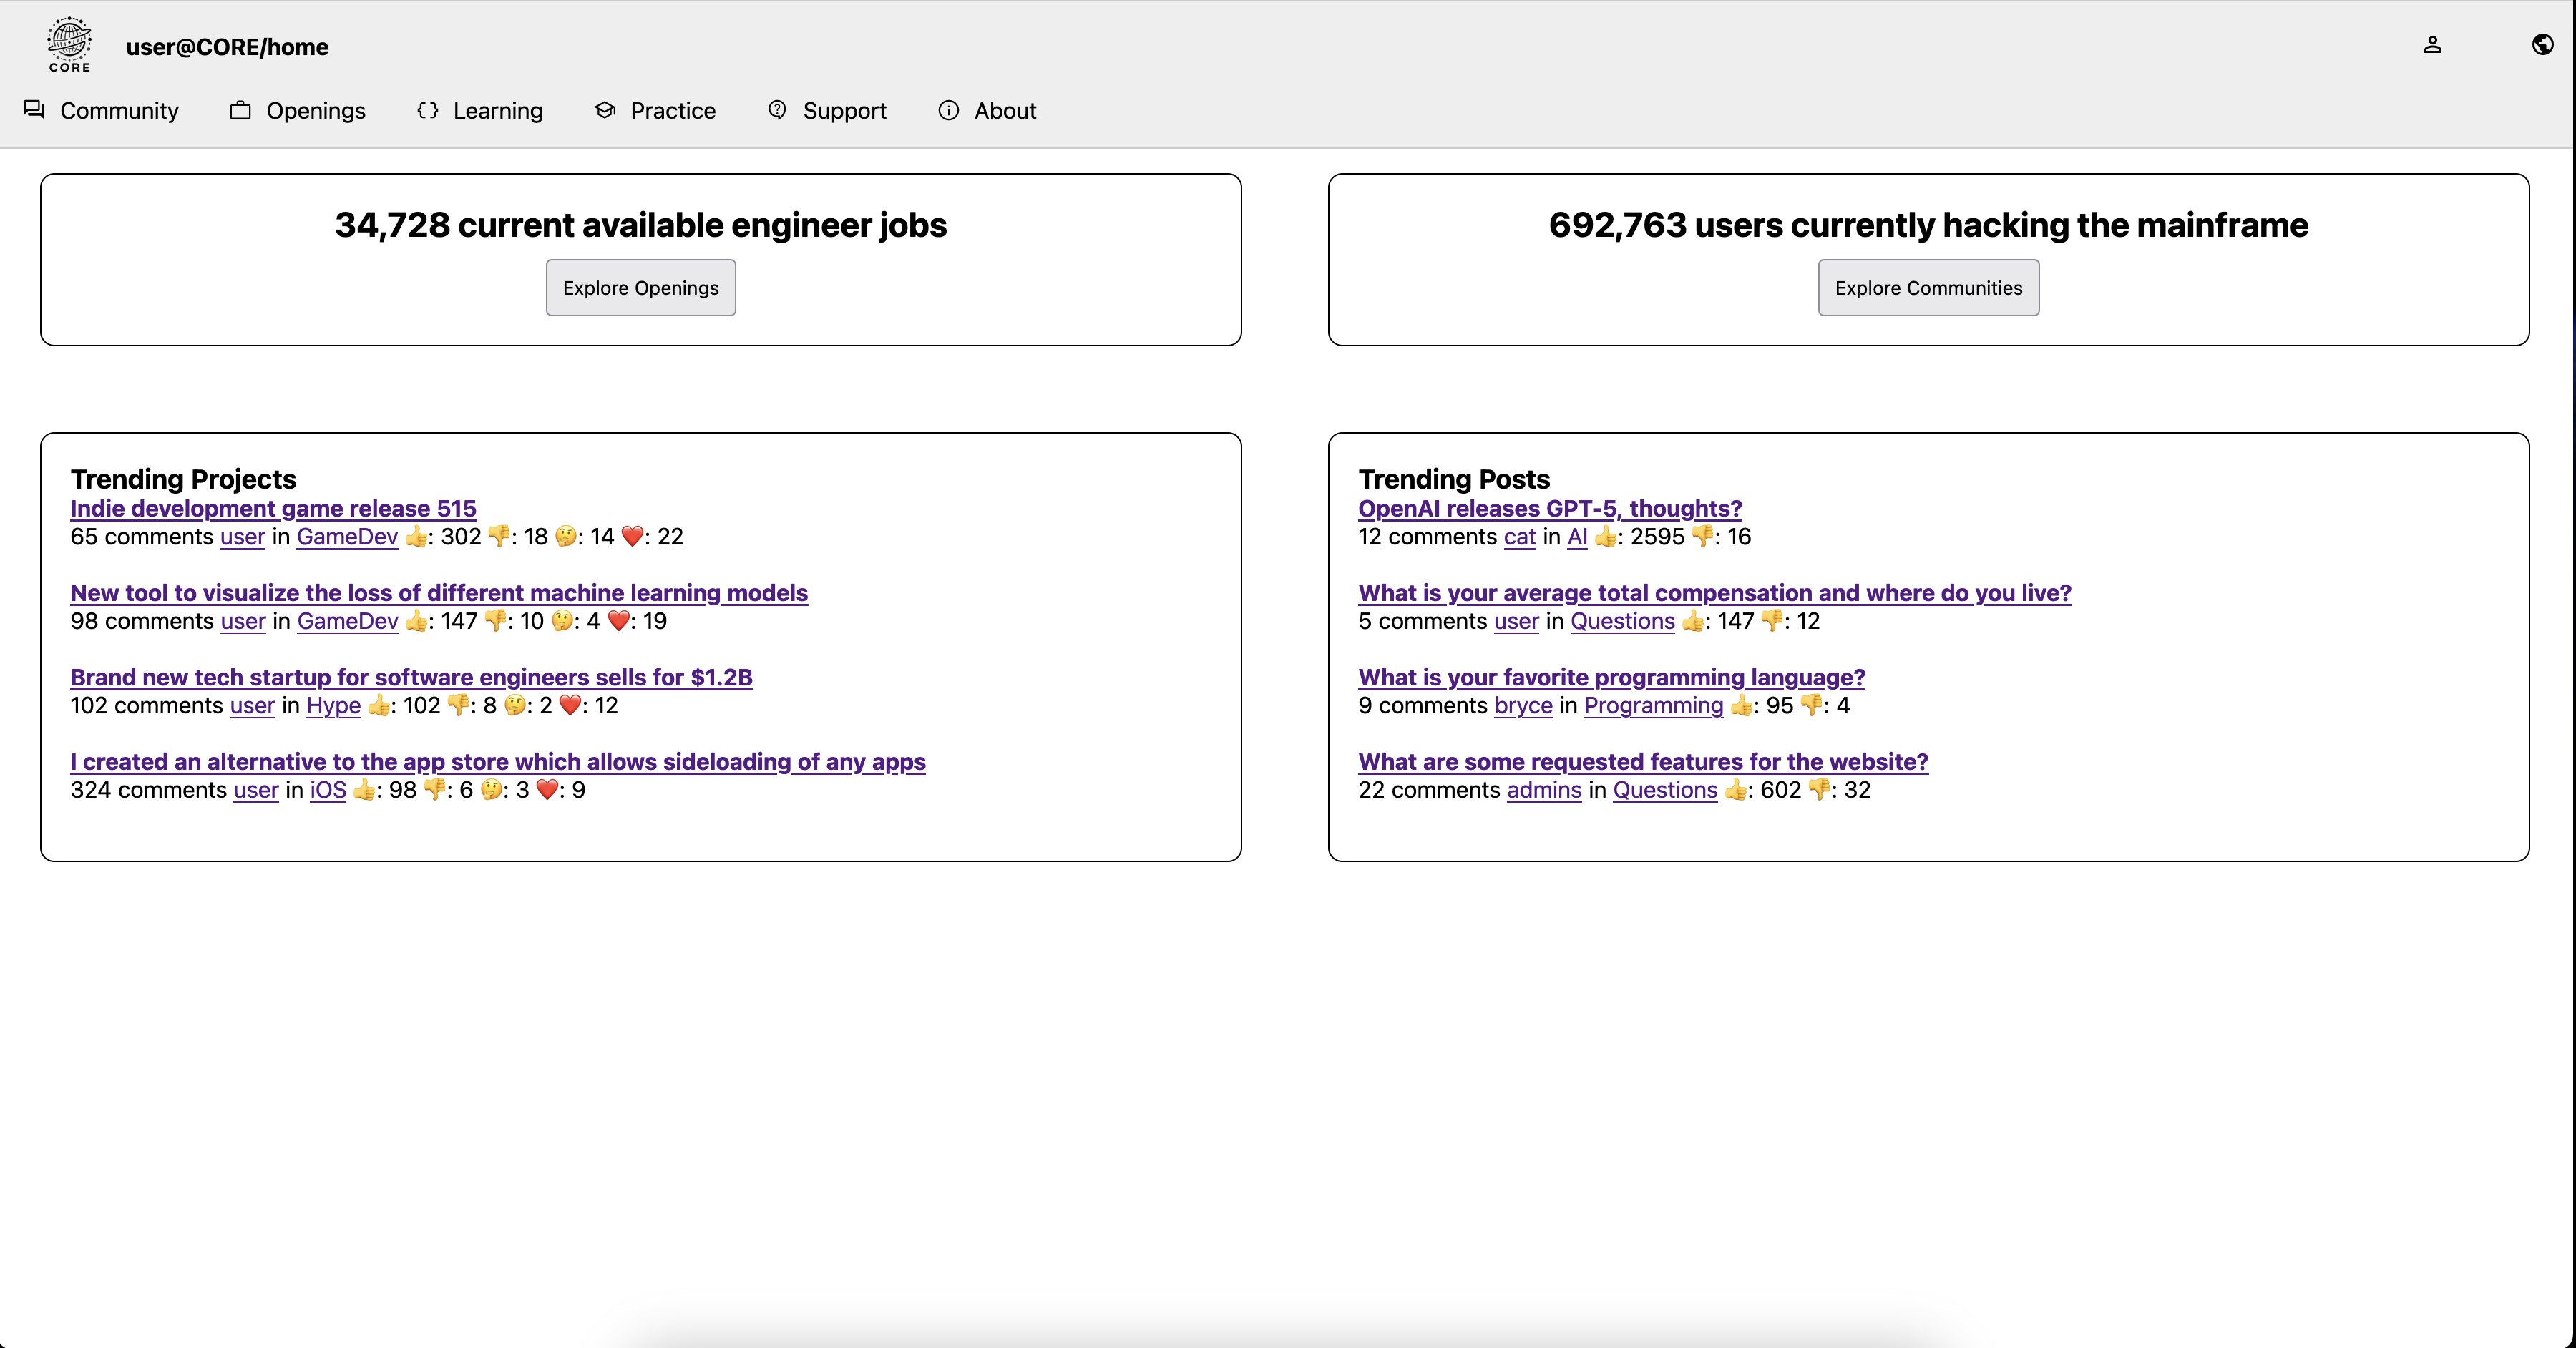 CORE
user@CORE/home
Community Openings Learning Practice Support About
34,728 current available engineer jobs
Explore Openings
692,763 users currently hacking the mainframe
Explore Communities
Trending Projects
Indie development game release 515
65 comments user in GameDev 👍: 302 👎: 18 🤔: 14 ❤️: 22
New tool to visualize the loss of different machine learning models
98 comments user in GameDev 👍: 147 👎: 10 🤔: 4 ❤️: 19
Brand new tech startup for software engineers sells for $1.2B
102 comments user in Hype 👍: 102 👎: 8 🤔: 2 ❤️: 12
I created an alternative to the app store which allows sideloading of any apps
324 comments user in iOS 👍: 98 👎: 6 🤔: 3 ❤️: 9
Trending Posts
OpenAI releases GPT-5, thoughts?
12 comments cat in AI 👍: 2595 👎: 16
What is your average total compensation and where do you live?
5 comments user in Questions 👍: 147 👎: 12
What is your favorite programming language?
9 comments bryce in Programming 👍: 95 👎: 4
What are some requested features for the website?
22 comments admins in Questions 👍: 602 👎: 32